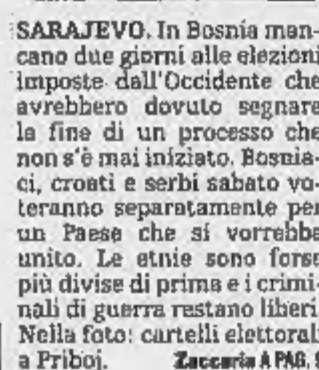 SARAJEVO. In Bosnia man-
cano due giorni alle elezioni
imposte dall'Occidente che
avrebbero dovuto segnare
la fine di un processo che
non s'è mai iniziato. Bosnia-
ci, croati e serbi sabato vo-
teranno separatamente per
un Paese che si vorrebbe
unito. Le etnie sono forse
più divise di prima e i crimi-
nali di guerra restano liberi.
Nella foto: cartelli elettorali
a Priboj. Zaccaria A PAG.